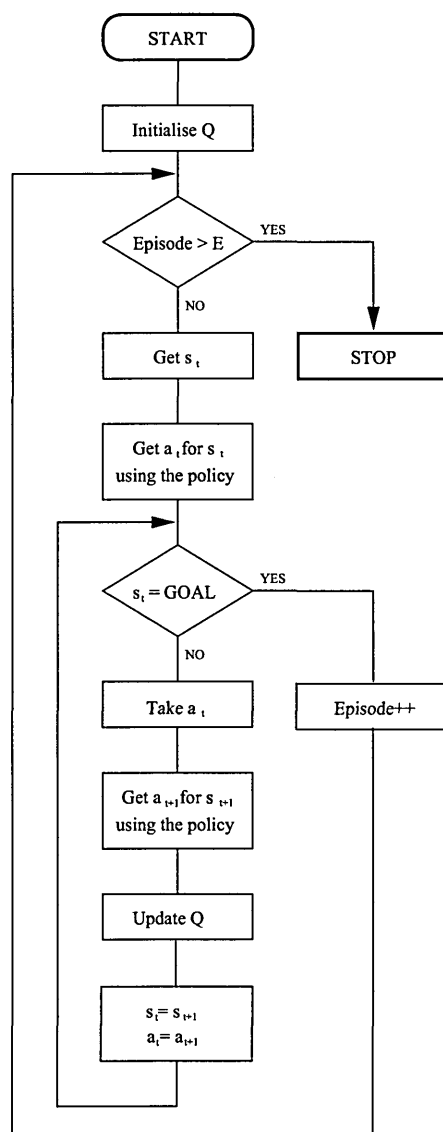 START
Initialise Q
Episode > E
YES
NO
Get s t
STOP
Get a t for s t
using the policy
s t = GOAL
YES
NO
Take a t
Episode++
Get a t+1 for s t+1
using the policy
Update Q
s t = s t+1
a t = a t+1